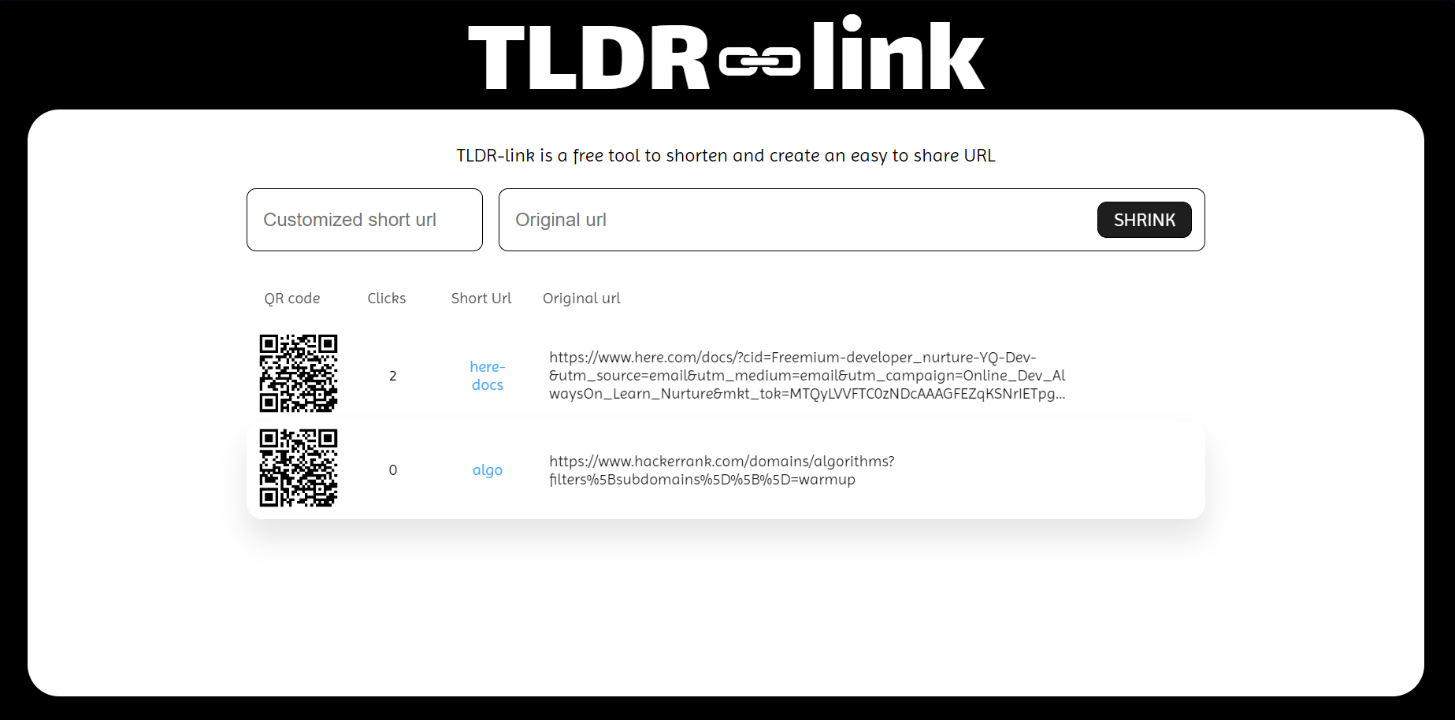 TLDR link
TLDR-link is a free tool to shorten and create an easy to share URL
Customized short url
Original url
SHRINK
QR code
Clicks
Short Url
Original url
2
here-
docs
https://www.here.com/docs/?cid=Freemium-developer_nurture-YQ-Dev-
&utm_source=email&utm_medium=email&utm_campaign=Online_Dev_Al
waysOn_Learn_Nurture&mkt_tok=MTQyLVVFTC0zNDcAAAGFEZqKSNrIETpg...
0
algo
https://www.hackerrank.com/domains/algorithms?
filters%5Bsubdomains%5D%5B%5D=warmup